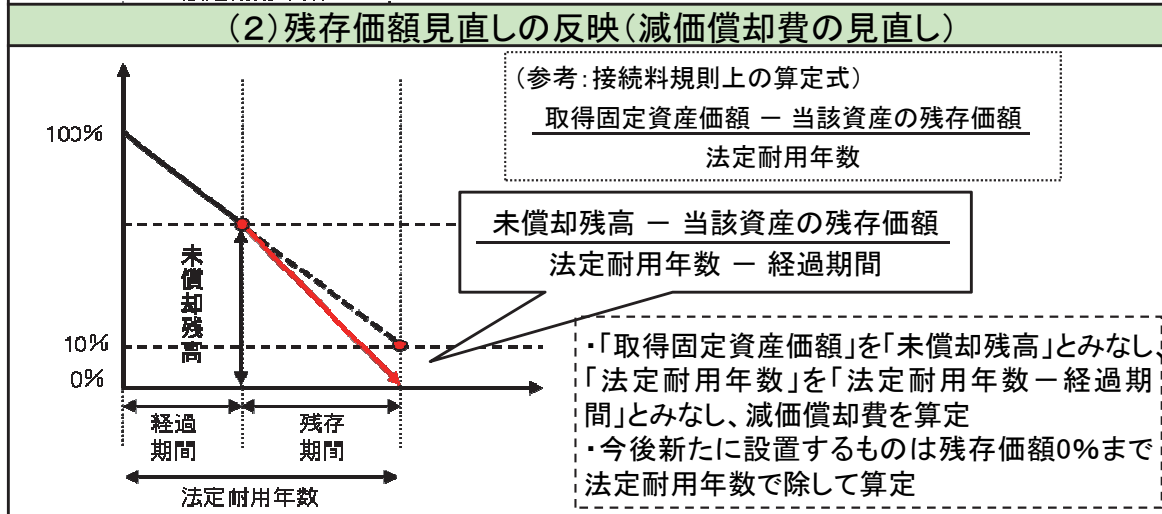 (2)残存価額見直しの反映(減価償却費の見直し)
(参考:接続料規則上の算定式)
取得固定資産価額 － 当該資産の残存価額
法定耐用年数
100%
未償却残高 － 当該資産の残存価額
法定耐用年数 － 経過期間
未償却残高
10%
0%
・「取得固定資産価額」を「未償却残高」とみなし、
「法定耐用年数」を「法定耐用年数－経過期
間」とみなし、減価償却費を算定
・今後新たに設置するものは残存価額0%まで
法定耐用年数で除して算定
経過
期間
残存
期間
法定耐用年数